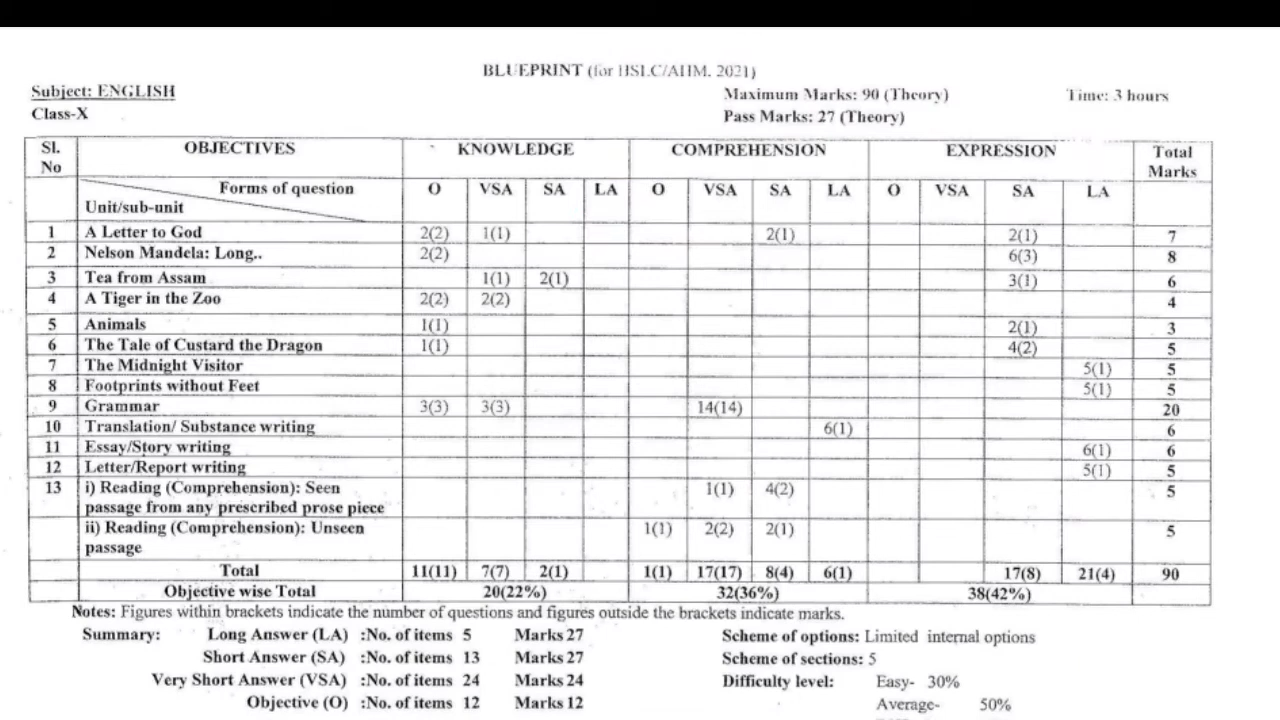 BLUEPRINT (for HSLC/AHM. 2021)
Subject: ENGLISH
Maximum Marks: 90 (Theory) Time: 3 hours
Class-X
Pass Marks: 27 (Theory)
Sl. No OBJECTIVES KNOWLEDGE COMPREHENSION EXPRESSION Total Marks
Forms of question O VSA SA LA O VSA SA LA O VSA SA LA
Unit/sub-unit
1 A Letter to God 2(2) 1(1) 2(1) 2(1) 7
2 Nelson Mandela: Long.. 2(2) 6(3) 8
3 Tea from Assam 1(1) 2(1) 3(1) 6
4 A Tiger in the Zoo 2(2) 2(2) 4
5 Animals 1(1) 2(1) 3
6 The Tale of Custard the Dragon 1(1) 4(2) 5
7 The Midnight Visitor 5(1) 5
8 Footprints without Feet 5(1) 5
9 Grammar 3(3) 3(3) 14(14) 20
10 Translation/ Substance writing 6(1) 6
11 Essay/Story writing 6(1) 6
12 Letter/Report writing 5(1) 5
13 i) Reading (Comprehension): Seen 1(1) 4(2) 5
passage from any prescribed prose piece
ii) Reading (Comprehension): Unseen 1(1) 2(2) 2(1) 5
passage
Total 11(11) 7(7) 2(1) 1(1) 17(17) 8(4) 6(1) 17(8) 21(4) 90
Objective wise Total 20(22%) 32(36%) 38(42%)
Notes: Figures within brackets indicate the number of questions and figures outside the brackets indicate marks.
Summary: Long Answer (LA) :No. of items 5 Marks 27 Scheme of options: Limited internal options
Short Answer (SA) :No. of items 13 Marks 27 Scheme of sections: 5
Very Short Answer (VSA) :No. of items 24 Marks 24 Difficulty level: Easy- 30%
Objective (O) :No. of items 12 Marks 12 Average- 50%